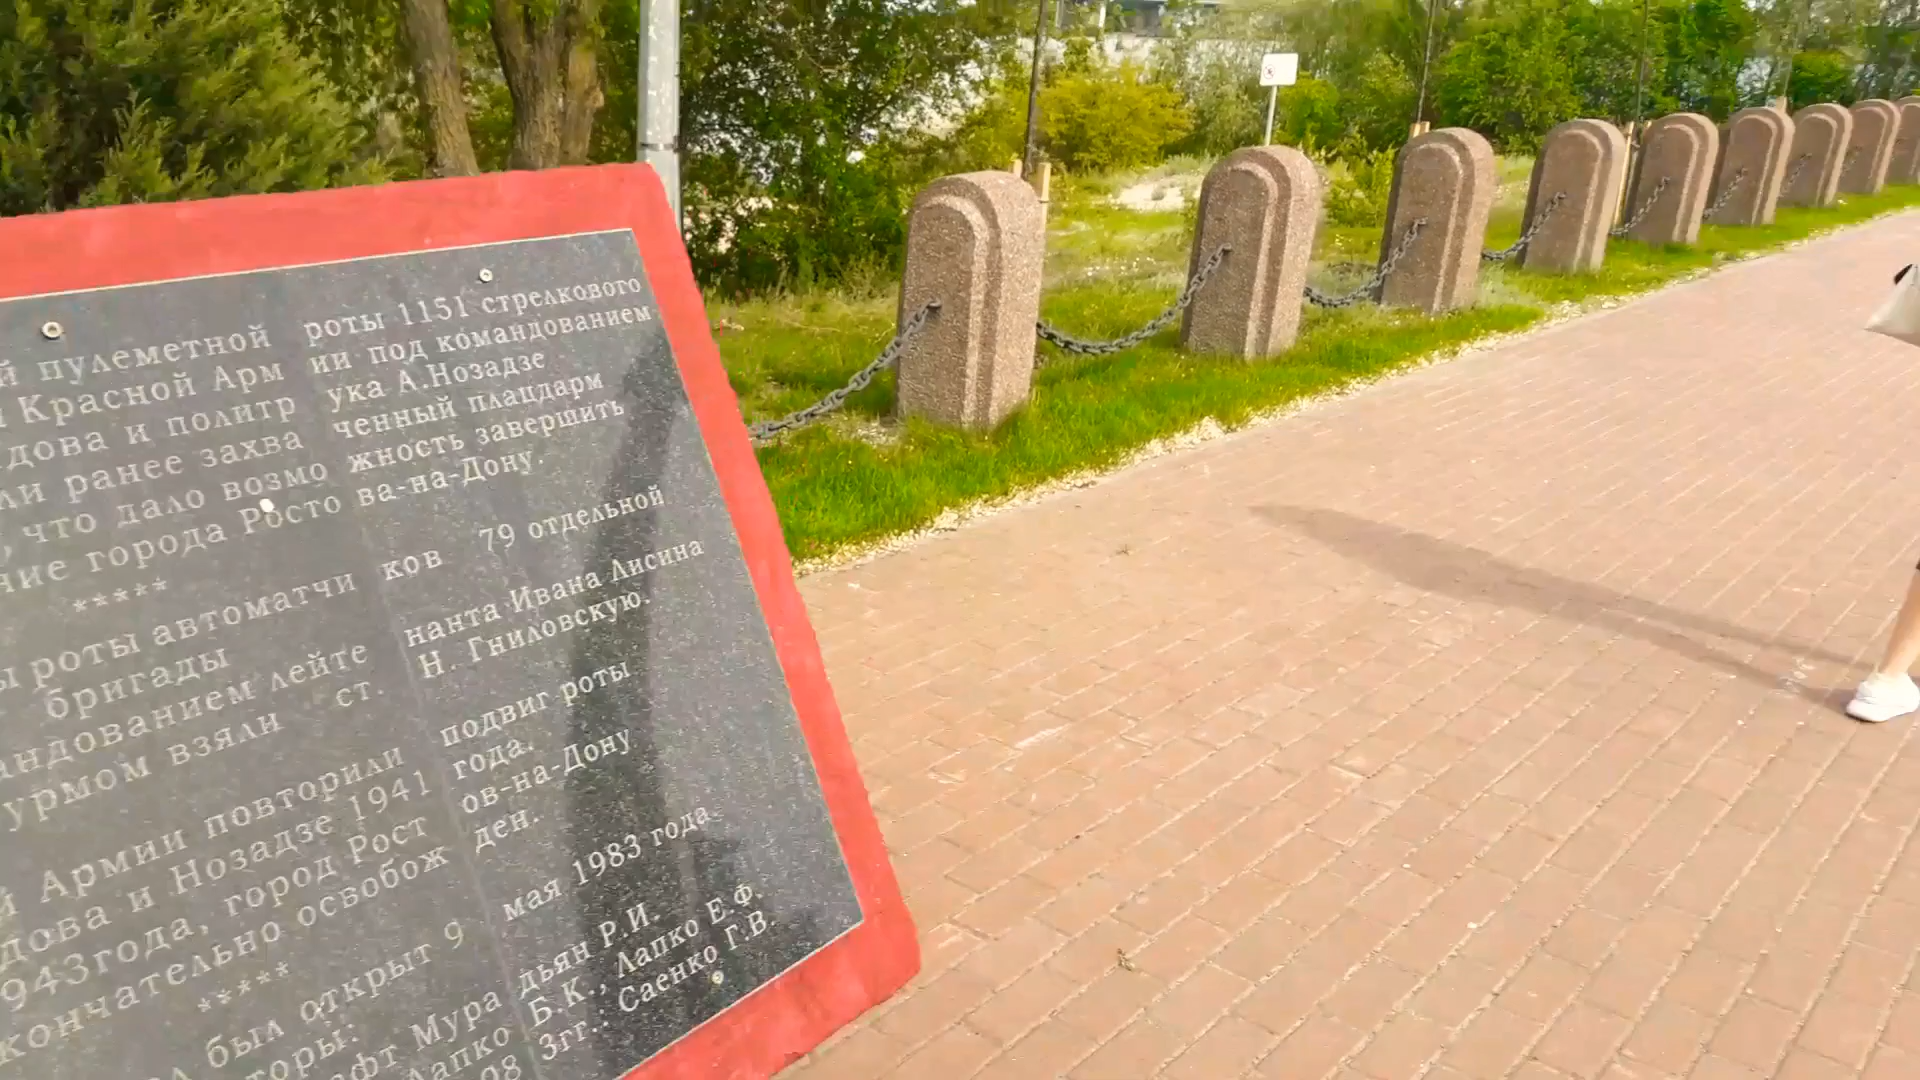 пулеметной роты 1151 стрелкового
Красной Арм ии под командованием
дова и политр ука А.Нозадзе
ли ранее захва ченный плацдарм
, что дало возмо жность завершить
ние города Росто ва-на-Дону.
*****
роты автоматчи ков 79 отдельной
бригады
андованием лейте нанта Ивана Лисина
урмом взяли ст. Н. Гниловскую.
Армии повторили подвиг роты
дова и Нозадзе 1941 года.
943года, город Рост ов-на-Дону
кончательно освобож ден.
*****
был открыт 9 мая 1983 года
торы:
афт Мура дьян Р.И.
Лапко Б.К., Лапко Е.Ф.
98 Згг.: Саенко Г.В.